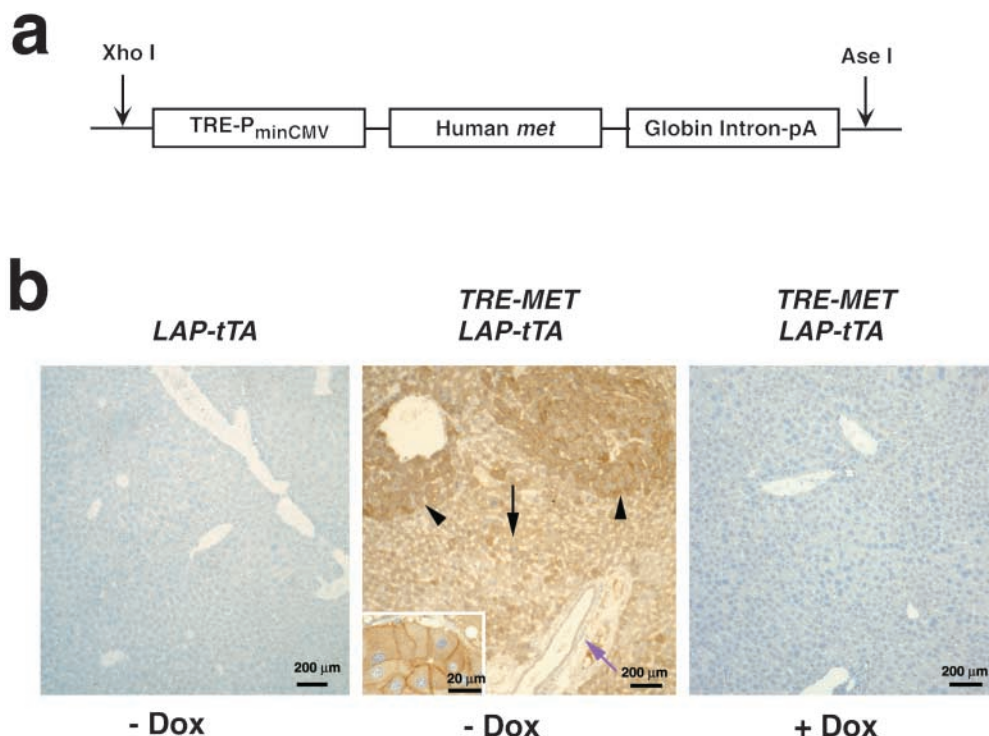 a
Xho I
Ase I
TRE-PminCMV
Human met
Globin Intron-pA
b
LAP-tTA
TRE-MET
LAP-tTA
TRE-MET
LAP-tTA
200 µm
20 µm
200 µm
200 µm
- Dox
- Dox
+ Dox